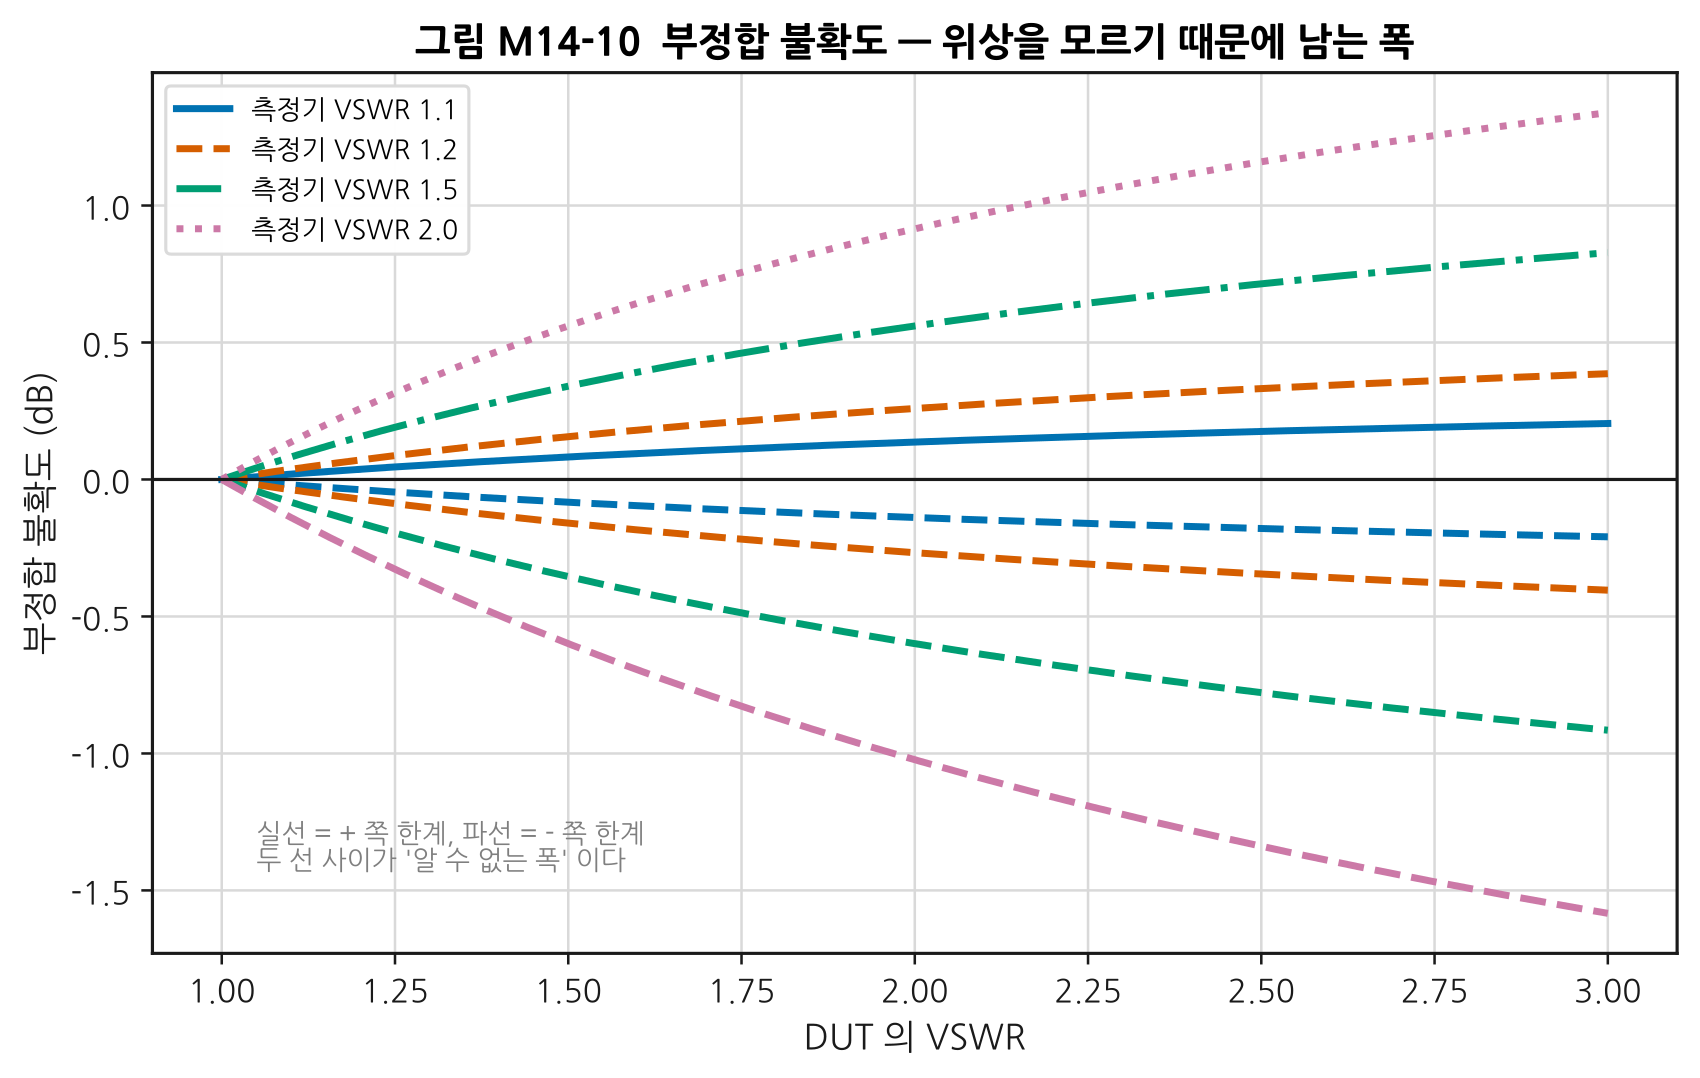 그림 M14-10  부정합 불확도 — 위상을 모르기 때문에 남는 폭
측정기 VSWR 1.1
측정기 VSWR 1.2
측정기 VSWR 1.5
측정기 VSWR 2.0
부정합 불확도 (dB)
1.0
0.5
0.0
-0.5
-1.0
-1.5
실선 = + 쪽 한계, 파선 = - 쪽 한계
두 선 사이가 '알 수 없는 폭' 이다
1.00 1.25 1.50 1.75 2.00 2.25 2.50 2.75 3.00
DUT 의 VSWR